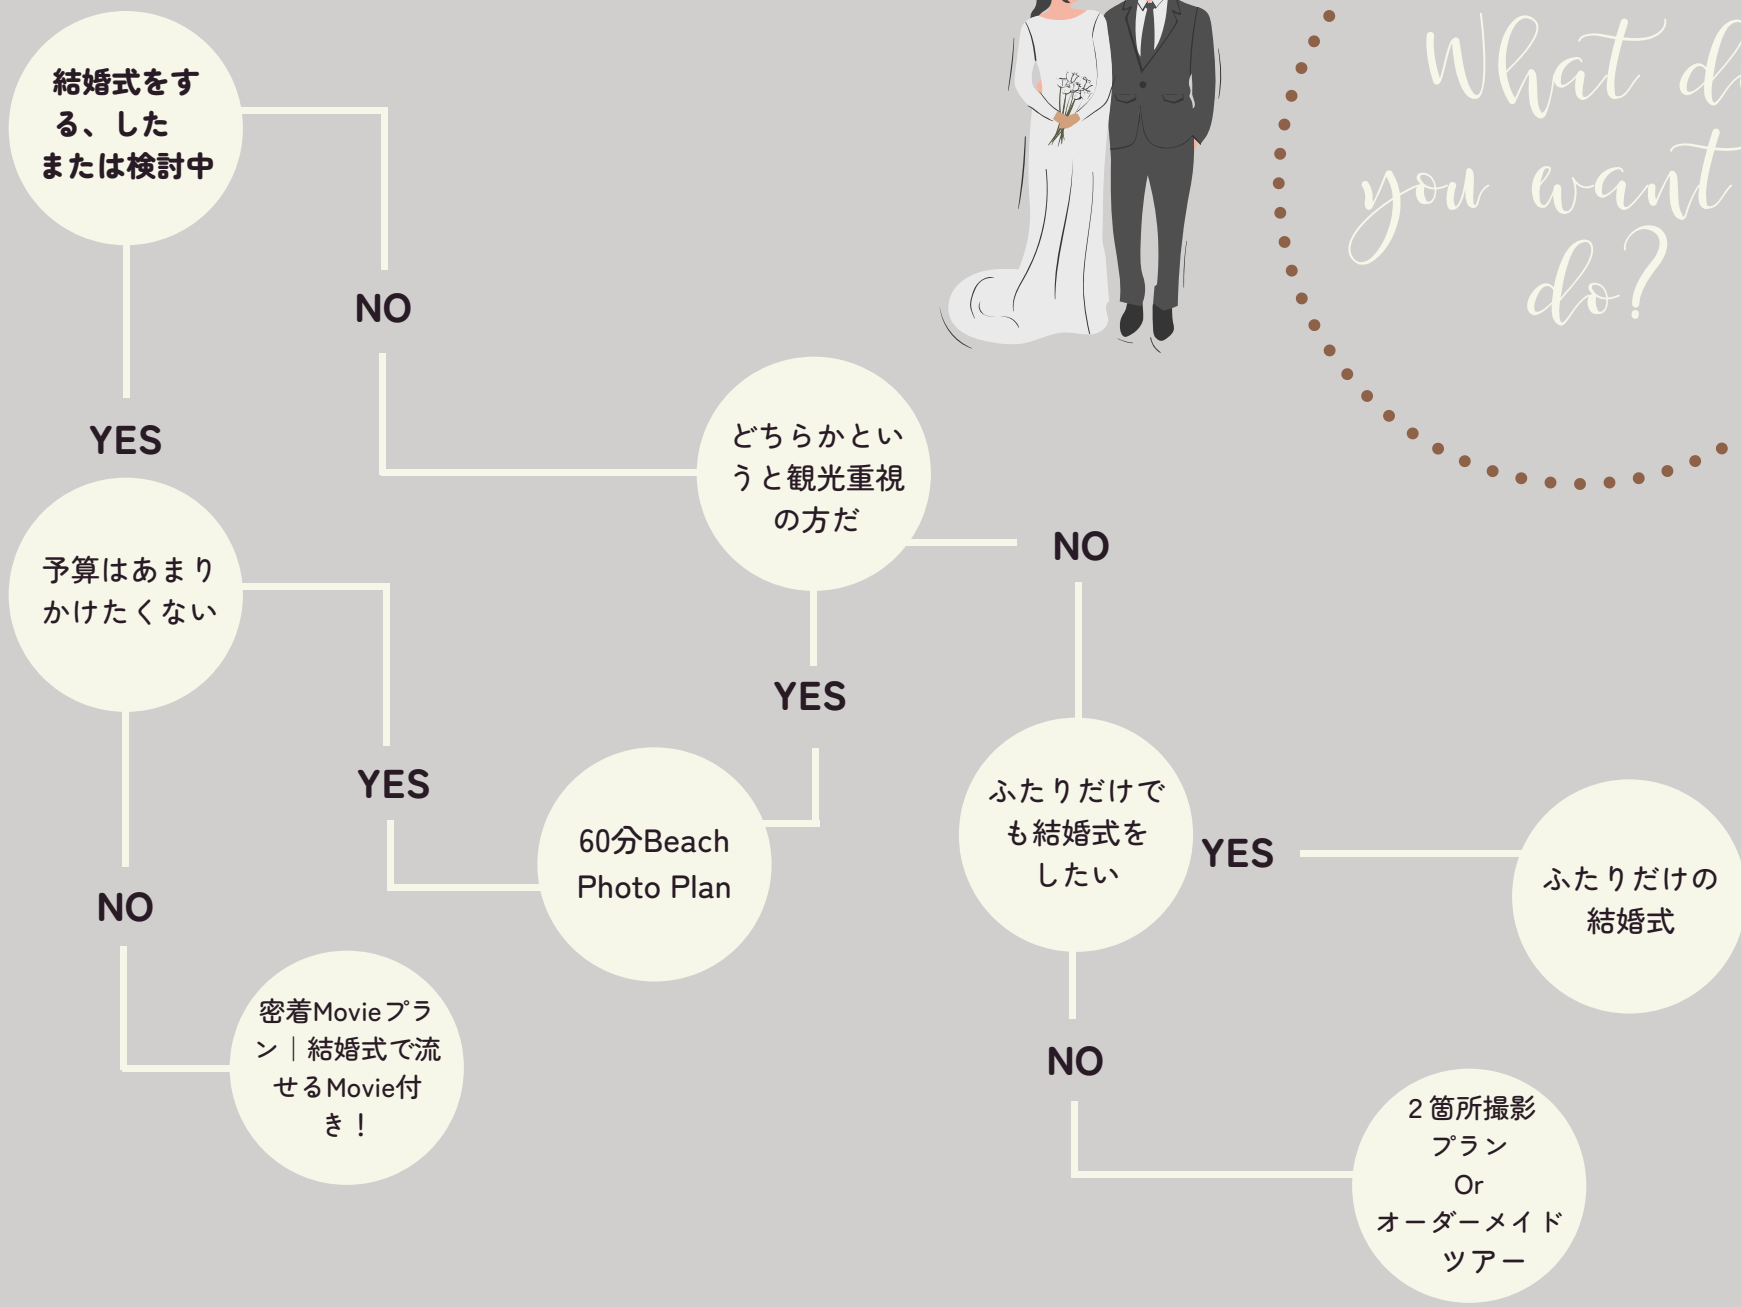 What d
you want
do?
結婚式をす
る、した
または検討中
NO
YES
どちらかとい
うと観光重視
の方だ
NO
予算はあまり
かけたくない
YES
YES
60分Beach
Photo Plan
ふたりだけで
も結婚式を
したい
YES
ふたりだけの
結婚式
NO
密着Movieプラ
ン｜結婚式で流
せるMovie付
き！
NO
２箇所撮影
プラン
Or
オーダーメイド
ツアー